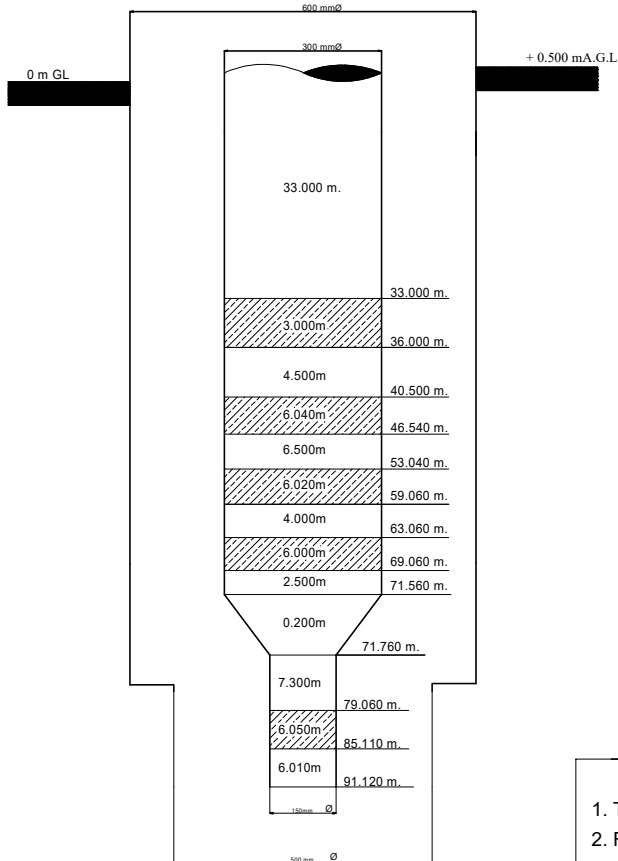 600 mmØ
300 mmØ
0 m GL
+ 0.500 mA.G.L
33.000 m.
33.000 m.
3.000m
36.000 m.
4.500m
40.500 m.
6.040m
46.540 m.
6.500m
53.040 m.
6.020m
59.060 m.
4.000m
63.060 m.
6.000m
69.060 m.
2.500m
71.560 m.
0.200m
71.760 m.
7.300m
79.060 m.
6.050m
85.110 m.
6.010m
91.120 m.
150mm Ø
1. T
2. F
500 mm Ø